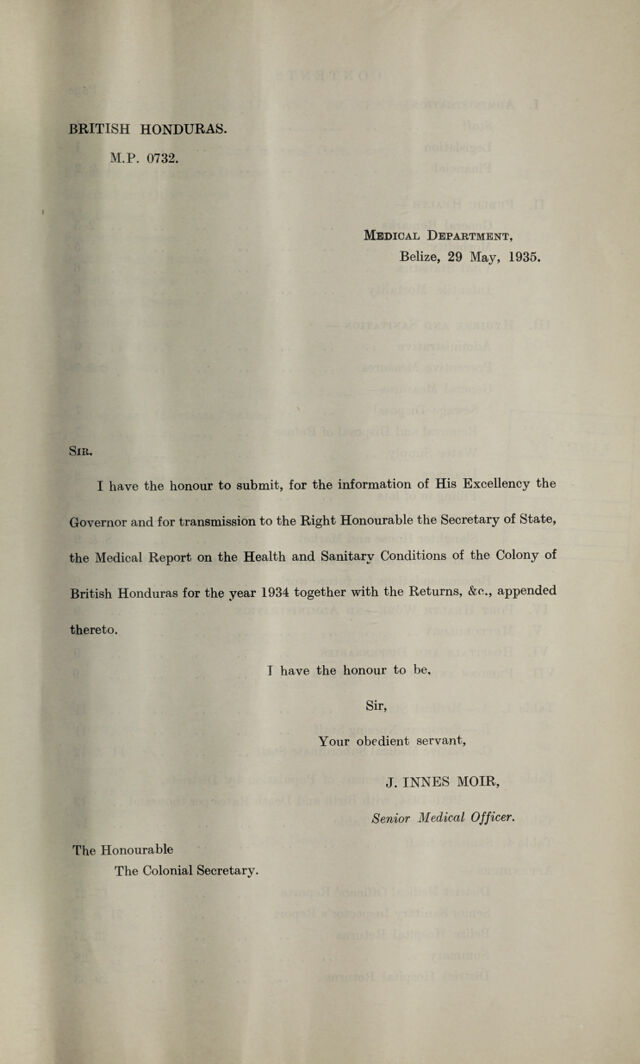 BRITISH HONDURAS.
M.P. 0732.
MEDICAL DEPARTMENT,
Belize, 29 May, 1935.
SIR.
I have the honour to submit, for the information of His Excellency the
Governor and for transmission to the Right Honourable the Secretary of State,
the Medical Report on the Health and Sanitary Conditions of the Colony of
British Honduras for the year 1934 together with the Returns, &c., appended
thereto.
I have the honour to be,
Sir,
Your obedient servant,
J. INNES MOIR,
Senior Medical Officer.
The Honourable
The Colonial Secretary.